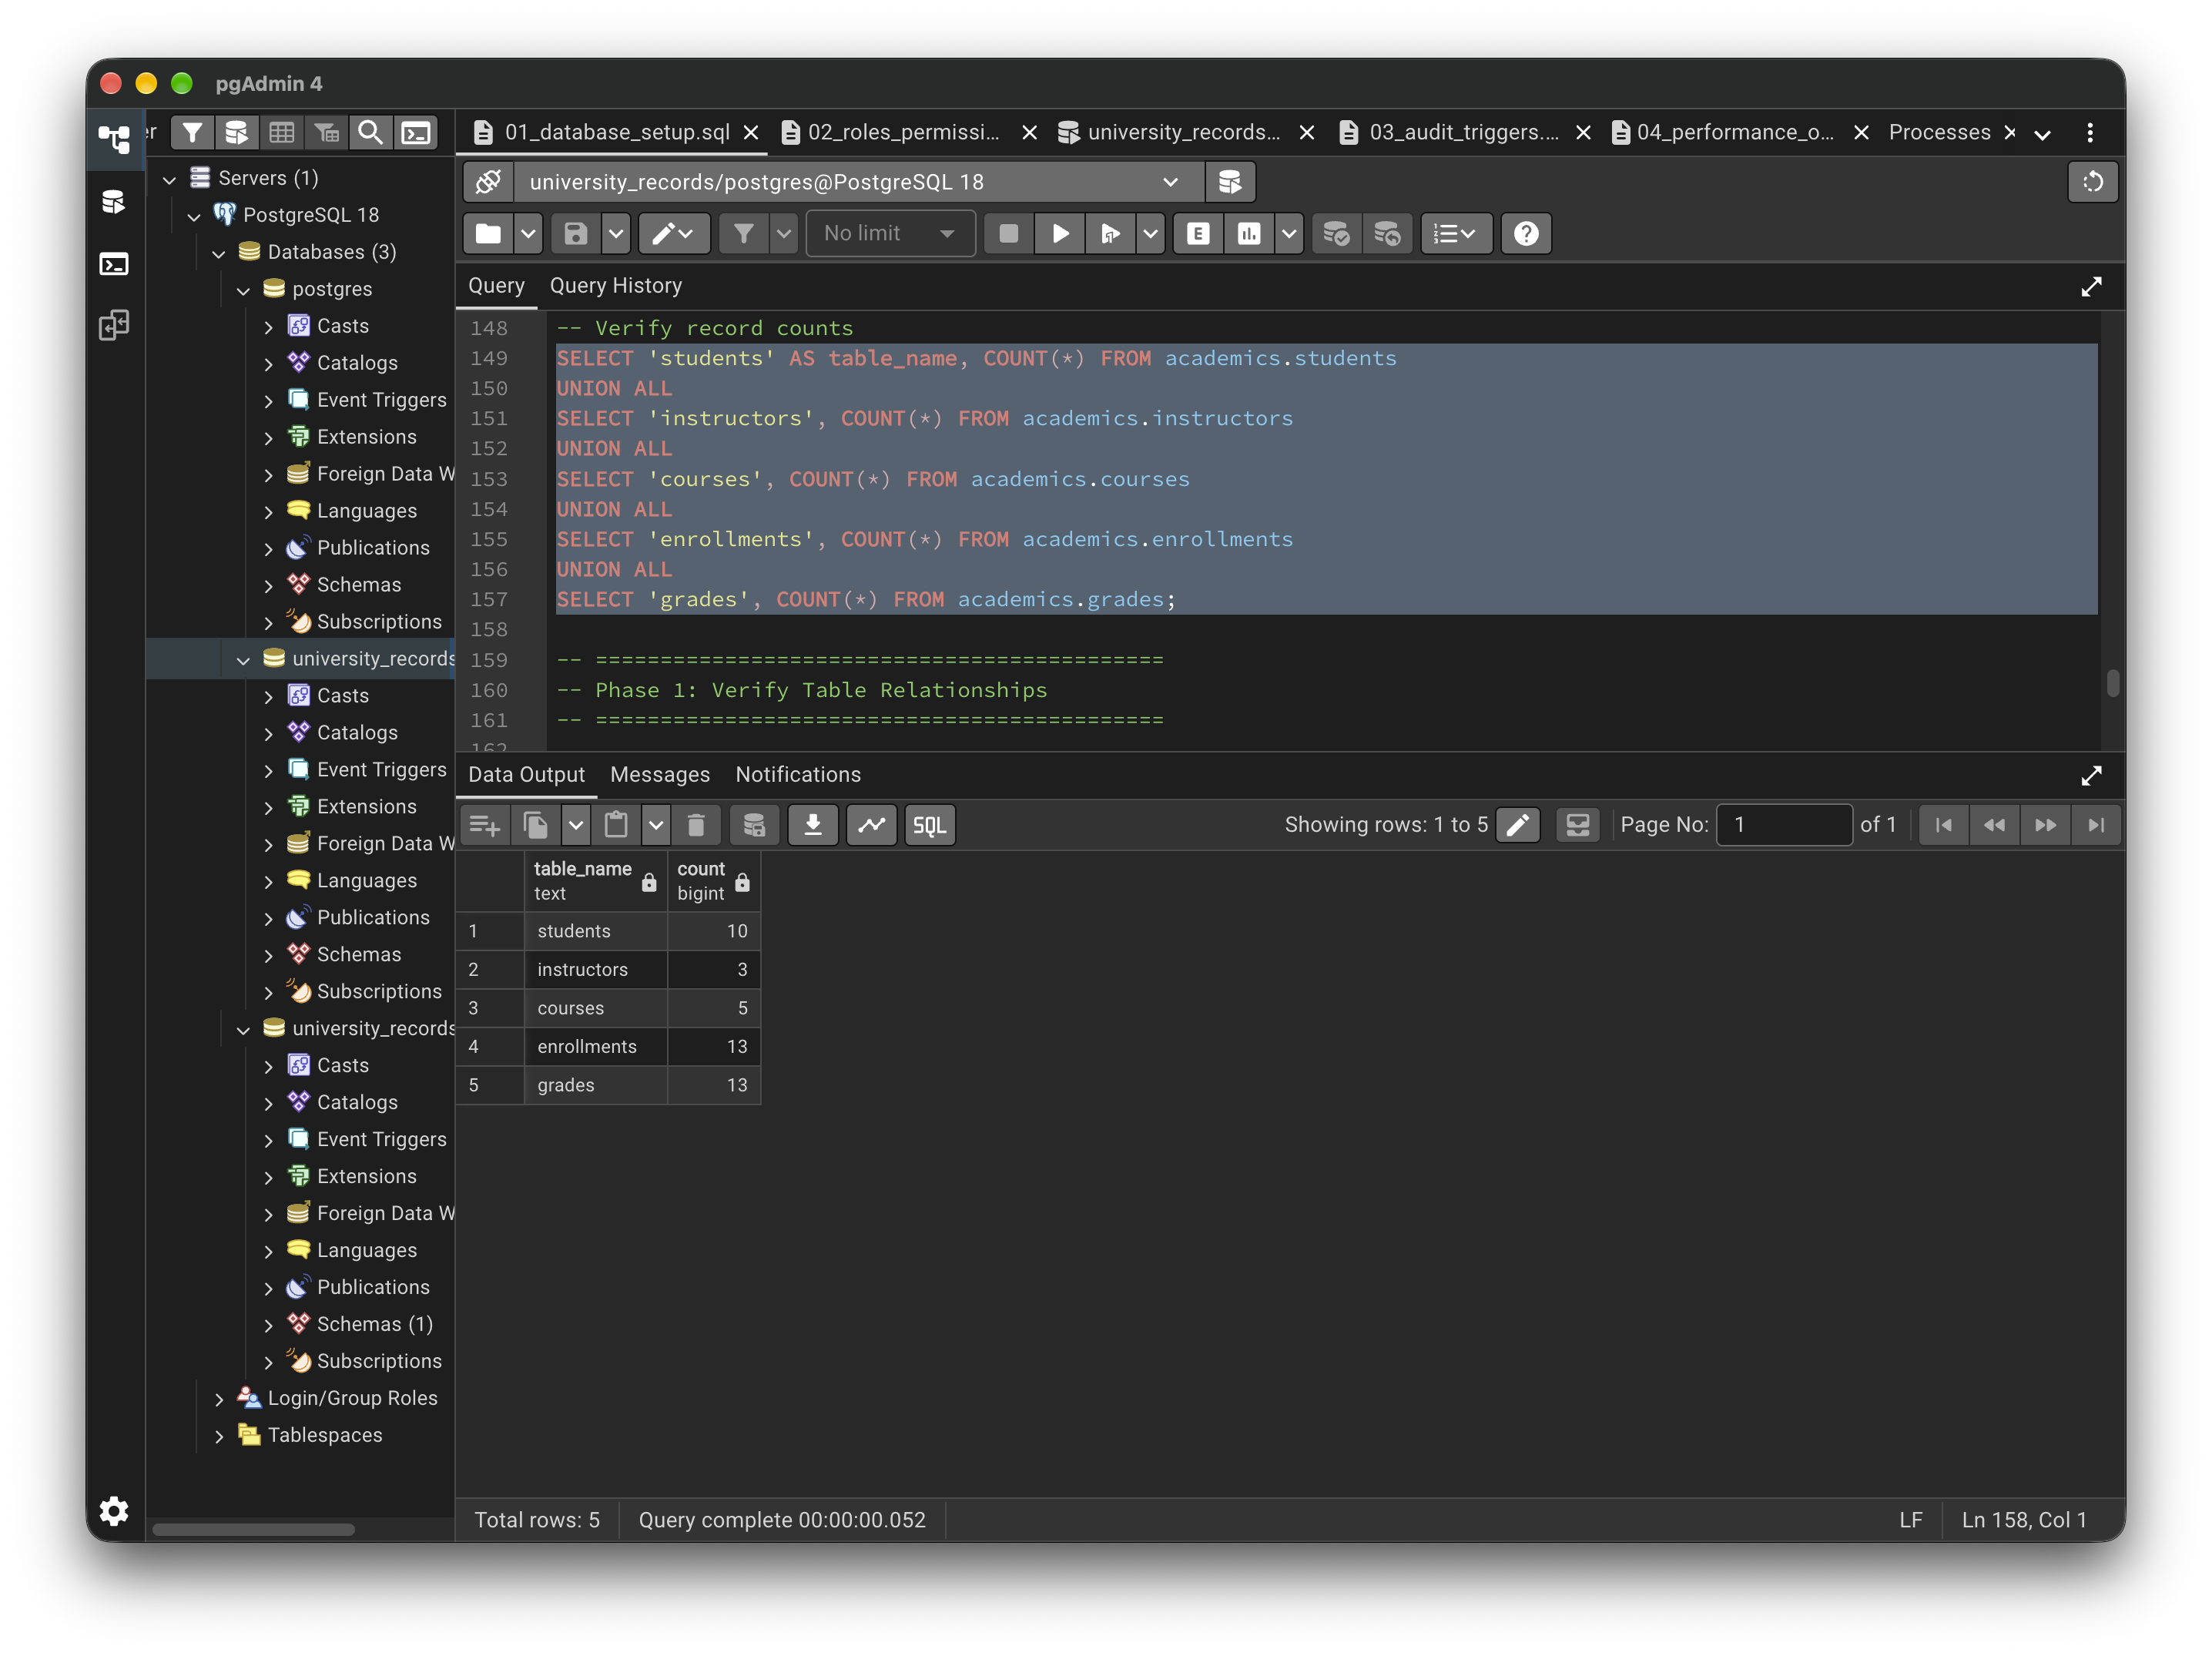 pgAdmin 4
er
01_database_setup.sql
02_roles_permissi...
university_records...
03_audit_triggers....
04_performance_o...
Processes
Servers (1)
PostgreSQL 18
Databases (3)
postgres
Casts
Catalogs
Event Triggers
Extensions
Foreign Data W
Languages
Publications
Schemas
Subscriptions
university_records
Casts
Catalogs
Event Triggers
Extensions
Foreign Data W
Languages
Publications
Schemas
Subscriptions
university_records
Casts
Catalogs
Event Triggers
Extensions
Foreign Data W
Languages
Publications
Schemas (1)
Subscriptions
Login/Group Roles
Tablespaces
university_records/postgres@PostgreSQL 18
No limit
E
Query
Query History
148 -- Verify record counts
149 SELECT 'students' AS table_name, COUNT(*) FROM academics.students
150 UNION ALL
151 SELECT 'instructors', COUNT(*) FROM academics.instructors
152 UNION ALL
153 SELECT 'courses', COUNT(*) FROM academics.courses
154 UNION ALL
155 SELECT 'enrollments', COUNT(*) FROM academics.enrollments
156 UNION ALL
157 SELECT 'grades', COUNT(*) FROM academics.grades;
158
159 -- ============================================
160 -- Phase 1: Verify Table Relationships
161 -- ============================================
162
Data Output
Messages
Notifications
SQL
Showing rows: 1 to 5
Page No: 1 of 1
table_name text
count bigint
1 students 10
2 instructors 3
3 courses 5
4 enrollments 13
5 grades 13
Total rows: 5
Query complete 00:00:00.052
LF
Ln 158, Col 1